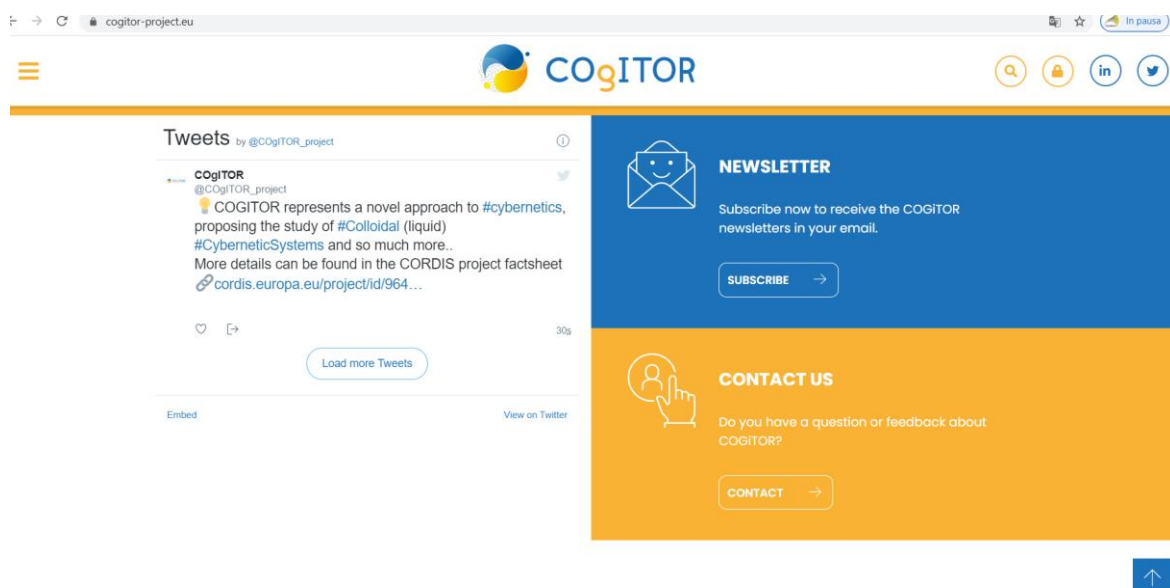 cogitor-project.eu
In pausa
COgITOR
in
Tweets by @COgITOR_project
COgITOR
@COgITOR_project
COGITOR represents a novel approach to #cybernetics,
proposing the study of #Colloidal (liquid)
#CyberneticSystems and so much more..
More details can be found in the CORDIS project factsheet
cordis.europa.eu/project/id/964…
30s
Load more Tweets
Embed
View on Twitter
NEWSLETTER
Subscribe now to receive the COGiTOR
newsletters in your email.
SUBSCRIBE
CONTACT US
Do you have a question or feedback about
COGiTOR?
CONTACT